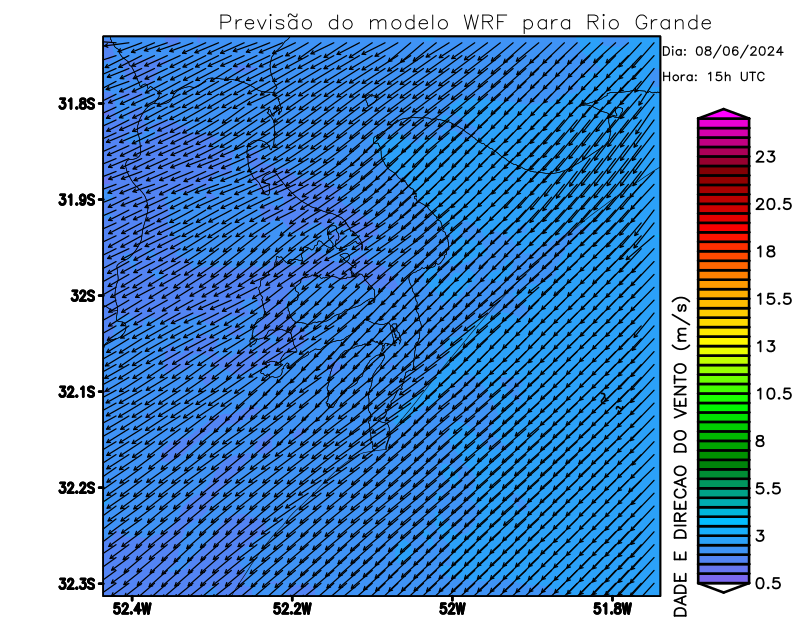 Previsão do modelo WRF para Rio Grande
Dia: 08/06/2024
Hora: 15h UTC
31.8S
31.9S
32S
32.1S
32.2S
32.3S
52.4W
52.2W
52W
51.8W
23
20.5
18
15.5
13
10.5
8
5.5
3
0.5
DADE E DIRECAO DO VENTO (m/s)